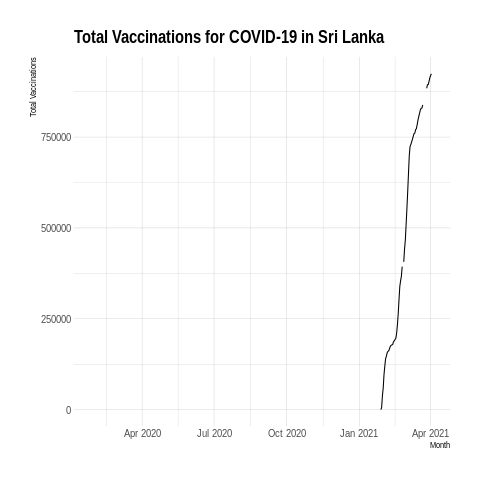 Total Vaccinations for COVID-19 in Sri Lanka
Total Vaccinations
750000
500000
250000
0
Apr 2020 Jul 2020 Oct 2020 Jan 2021 Apr 2021
Month